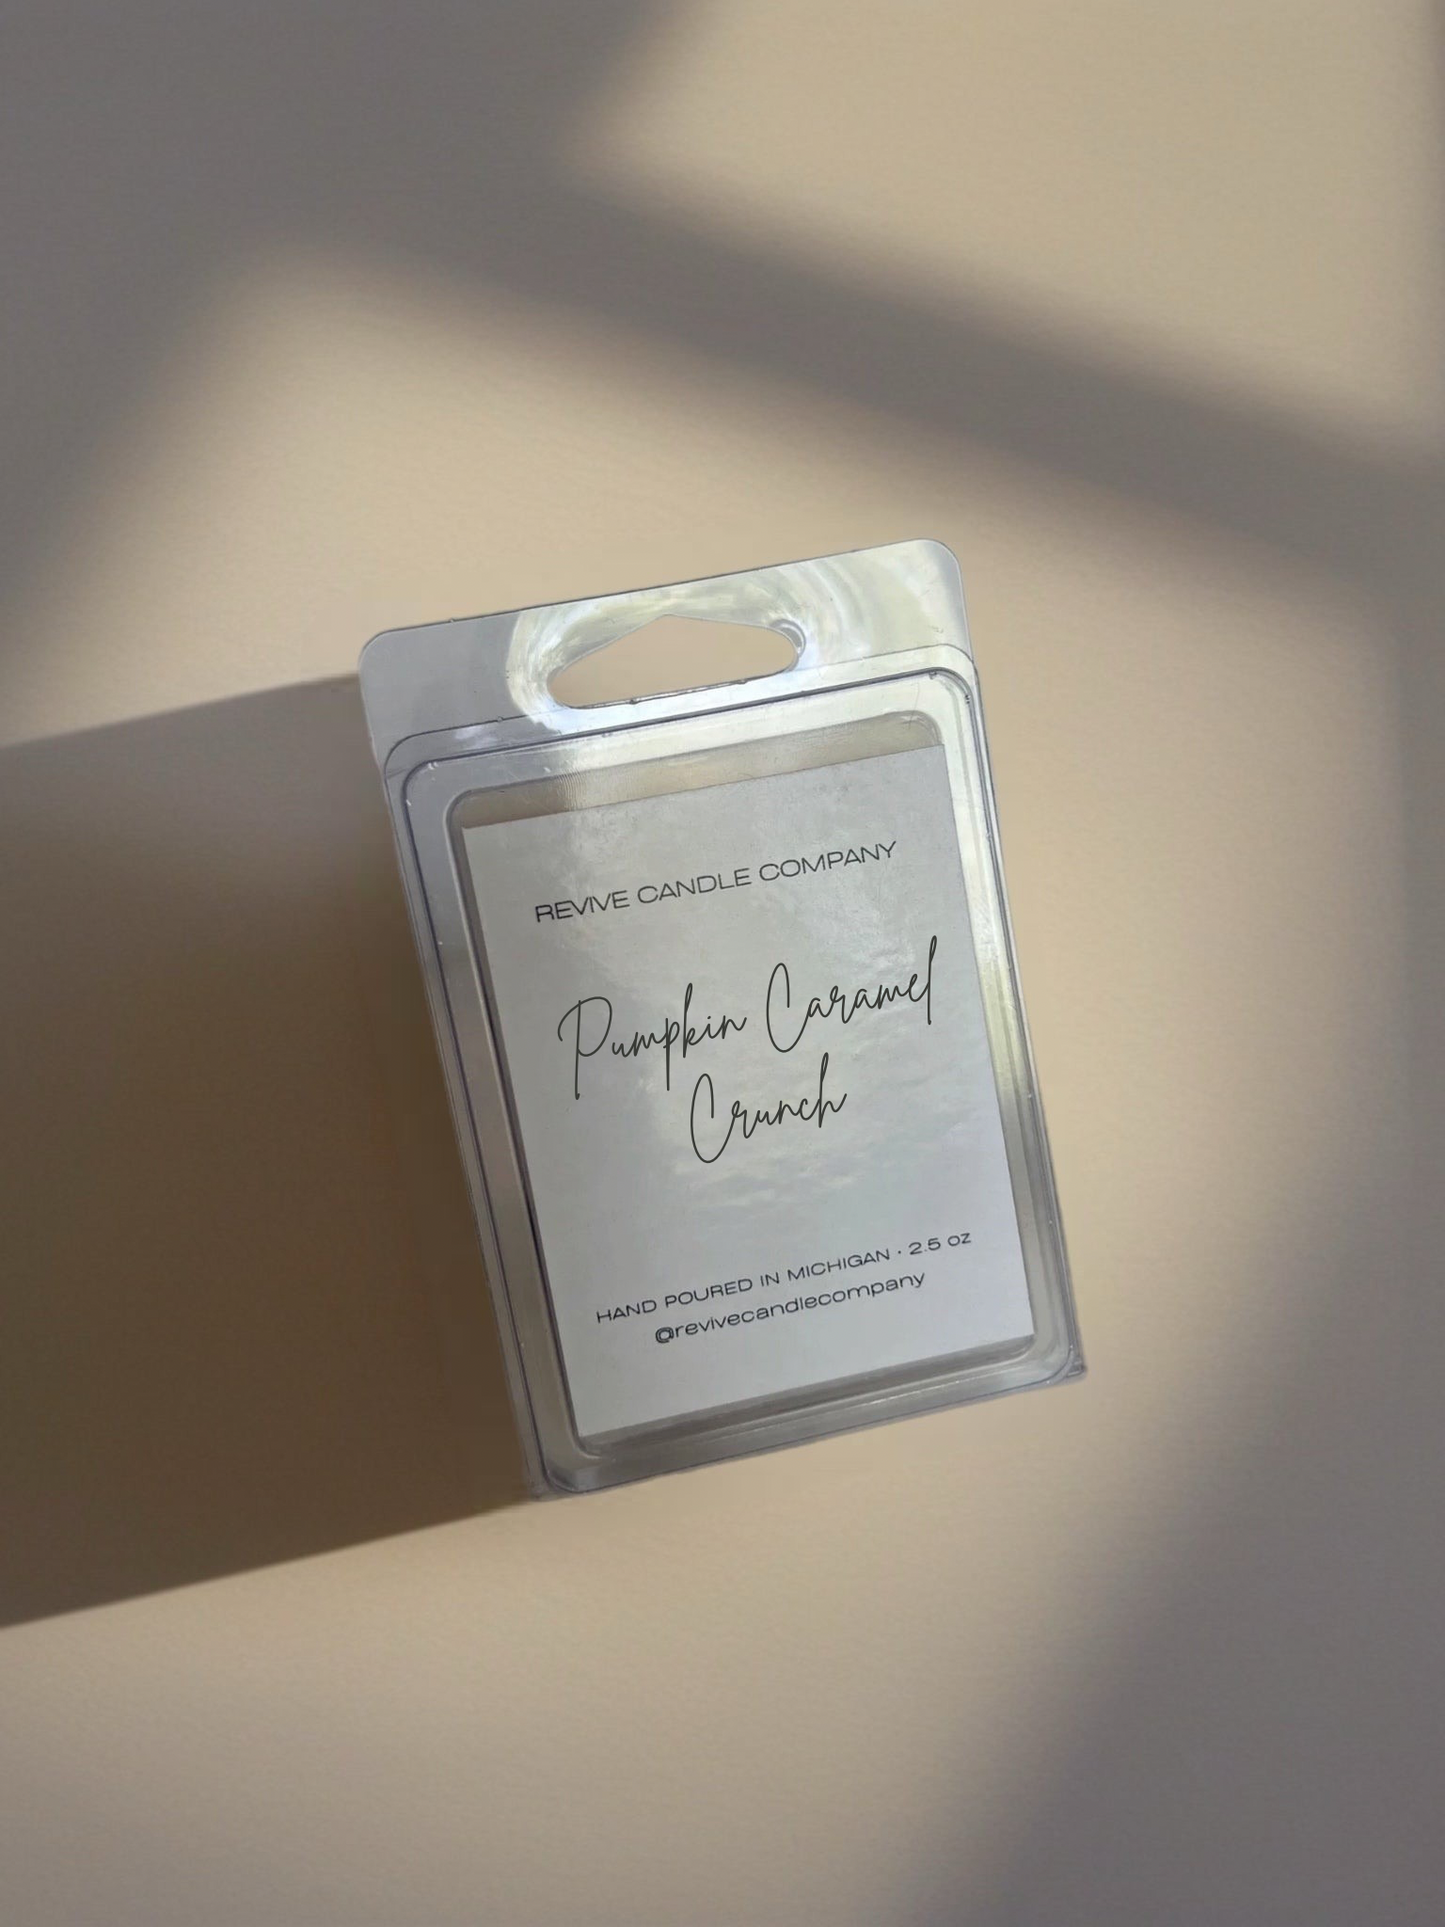 REVIVE CANDLE COMPANY
Pumpkin Caramel
Crunch
HAND POURED IN MICHIGAN · 2.5 oz
@revivecandlecompany